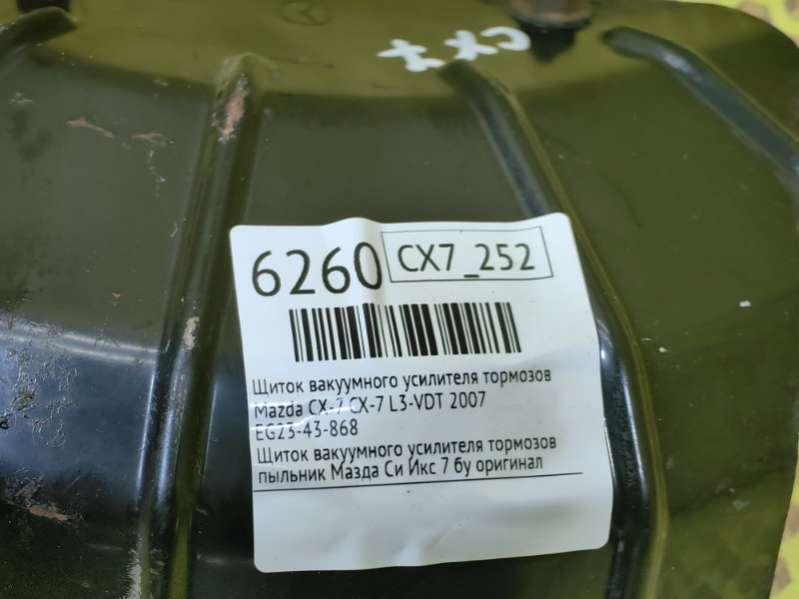 CX7
6260 CX7_252
Щиток вакуумного усилителя тормозов
Mazda CX-7 CX-7 L3-VDT 2007
EG23-43-868
Щиток вакуумного усилителя тормозов
пыльник Мазда Си Икс 7 бу оригинал